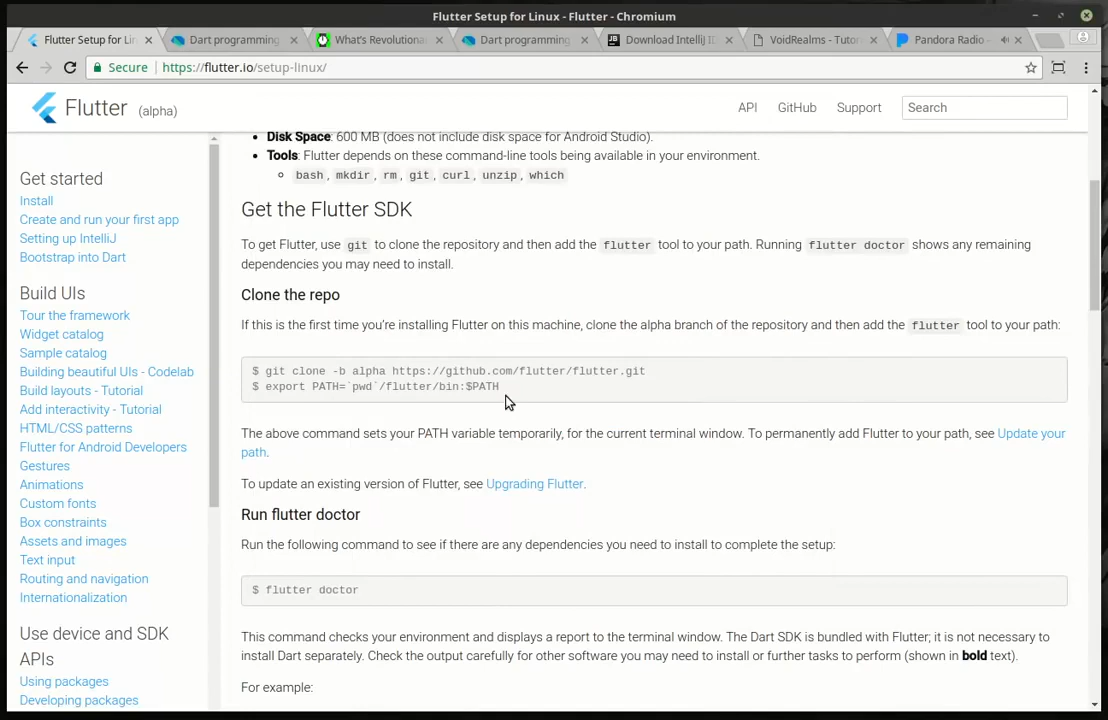 Flutter Setup for Linux - Flutter - Chromium
Flutter Setup for Lin
Dart programming
What's Revolutiona
Dart programming
Download IntelliJ ID
VoidRealms - Tutor
Pandora Radio -
Secure
https://flutter.io/setup-linux/
Flutter (alpha)
API
GitHub
Support
Search
Get started
Install
Create and run your first app
Setting up IntelliJ
Bootstrap into Dart
Build UIs
Tour the framework
Widget catalog
Sample catalog
Building beautiful UIs - Codelab
Build layouts - Tutorial
Add interactivity - Tutorial
HTML/CSS patterns
Flutter for Android Developers
Gestures
Animations
Custom fonts
Box constraints
Assets and images
Text input
Routing and navigation
Internationalization
Use device and SDK
APIs
Using packages
Developing packages
• Disk Space: 600 MB (does not include disk space for Android Studio).
• Tools: Flutter depends on these command-line tools being available in your environment.
bash, mkdir, rm, git, curl, unzip, which
Get the Flutter SDK
To get Flutter, use git to clone the repository and then add the flutter tool to your path. Running flutter doctor shows any remaining
dependencies you may need to install.
Clone the repo
If this is the first time you're installing Flutter on this machine, clone the alpha branch of the repository and then add the flutter tool to your path:
$ git clone -b alpha https://github.com/flutter/flutter.git
$ export PATH=`pwd`/flutter/bin:$PATH
The above command sets your PATH variable temporarily, for the current terminal window. To permanently add Flutter to your path, see Update your
path.
To update an existing version of Flutter, see Upgrading Flutter.
Run flutter doctor
Run the following command to see if there are any dependencies you need to install to complete the setup:
$ flutter doctor
This command checks your environment and displays a report to the terminal window. The Dart SDK is bundled with Flutter; it is not necessary to
install Dart separately. Check the output carefully for other software you may need to install or further tasks to perform (shown in bold text).
For example: